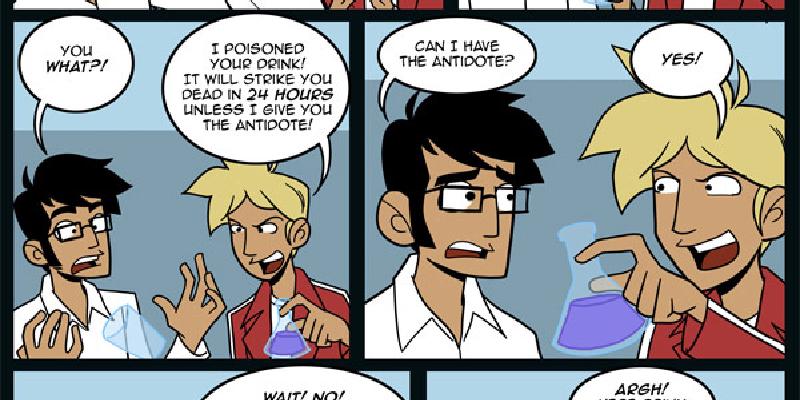 YOU
WHAT?!
I POISONED
YOUR DRINK!
IT WILL STRIKE YOU
DEAD IN 24 HOURS
UNLESS I GIVE YOU
THE ANTIDOTE!
CAN I HAVE
THE ANTIDOTE?
YES!
WAIT! NO!
ARGH!